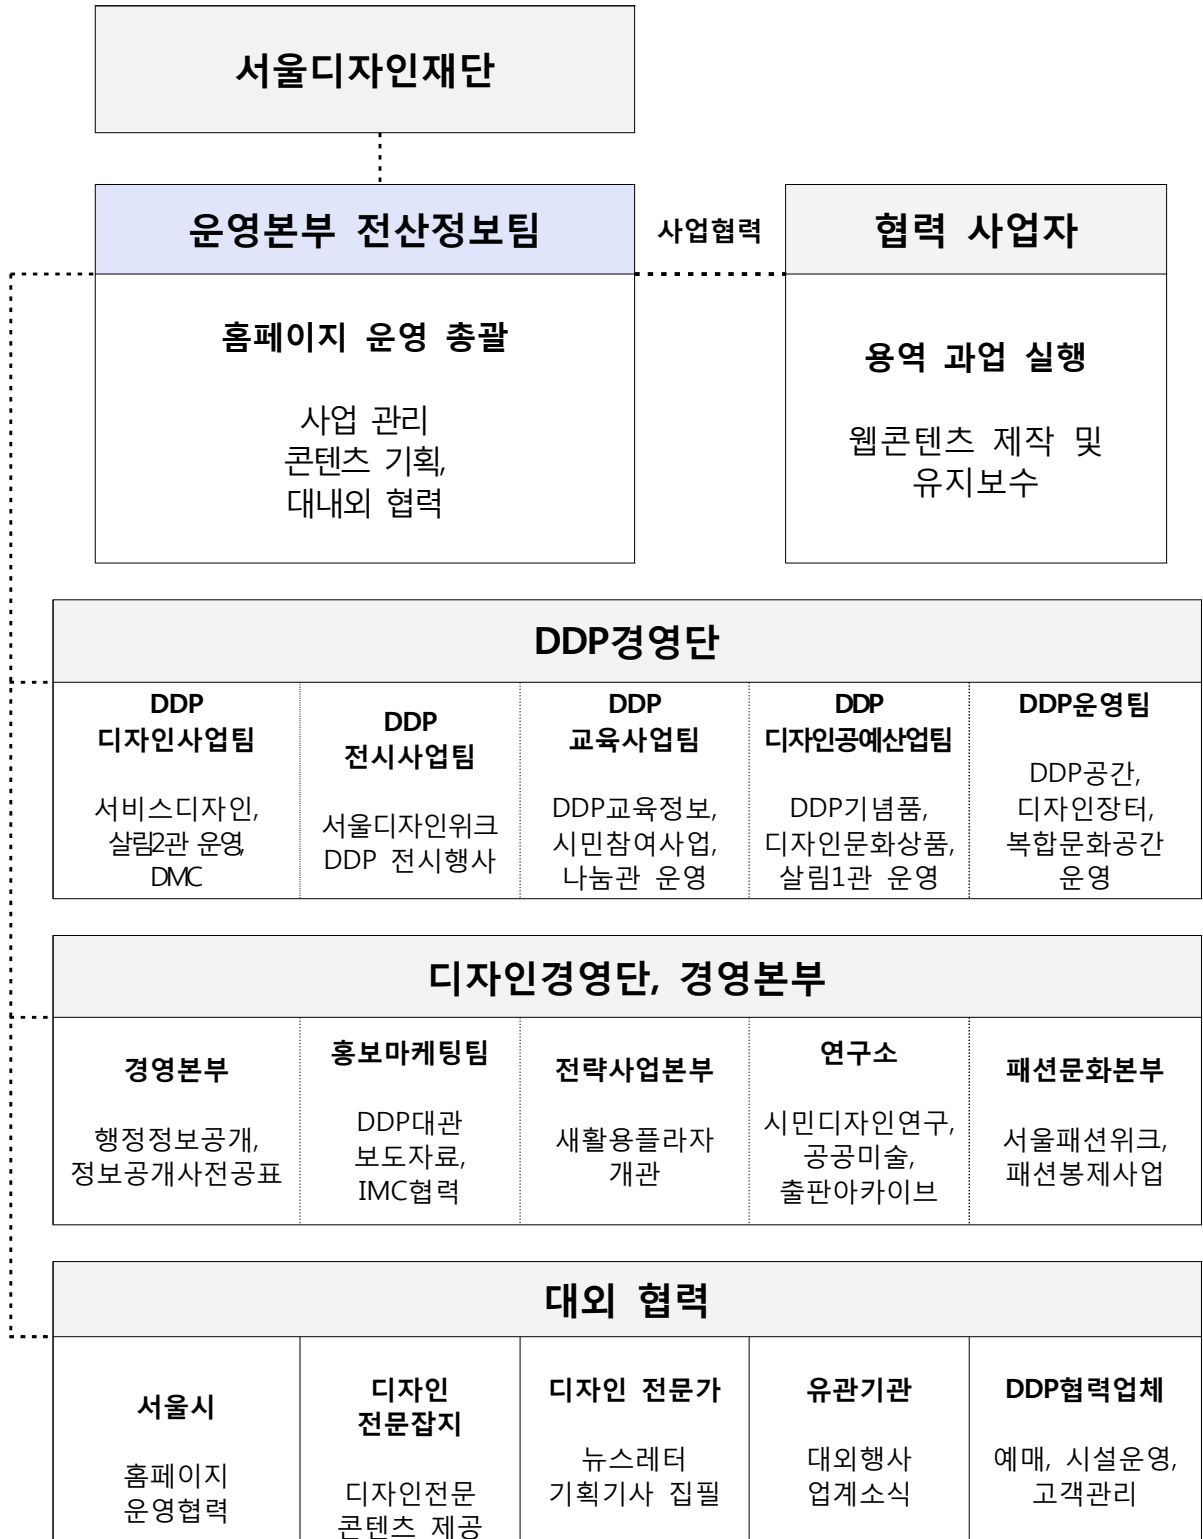 서울디자인재단
운영본부 전산정보팀
사업협력
협력 사업자
홈페이지 운영 총괄
사업 관리
콘텐츠 기획,
대내외 협력
용역 과업 실행
웹콘텐츠 제작 및
유지보수
DDP경영단
DDP
디자인사업팀
서비스디자인,
살림2관 운영,
DMC
DDP
전시사업팀
서울디자인위크
DDP 전시행사
DDP
교육사업팀
DDP교육정보,
시민참여사업,
나눔관 운영
DDP
디자인공예산업팀
DDP기념품,
디자인문화상품,
살림1관 운영
DDP운영팀
DDP공간,
디자인장터,
복합문화공간
운영
디자인경영단, 경영본부
경영본부
행정정보공개,
정보공개사전공표
홍보마케팅팀
DDP대관
보도자료,
IMC협력
전략사업본부
새활용플라자
개관
연구소
시민디자인연구,
공공미술,
출판아카이브
패션문화본부
서울패션위크,
패션봉제사업
대외 협력
서울시
홈페이지
운영협력
디자인
전문잡지
디자인전문
콘텐츠 제공
디자인 전문가
뉴스레터
기획기사 집필
유관기관
대외행사
업계소식
DDP협력업체
예매, 시설운영,
고객관리